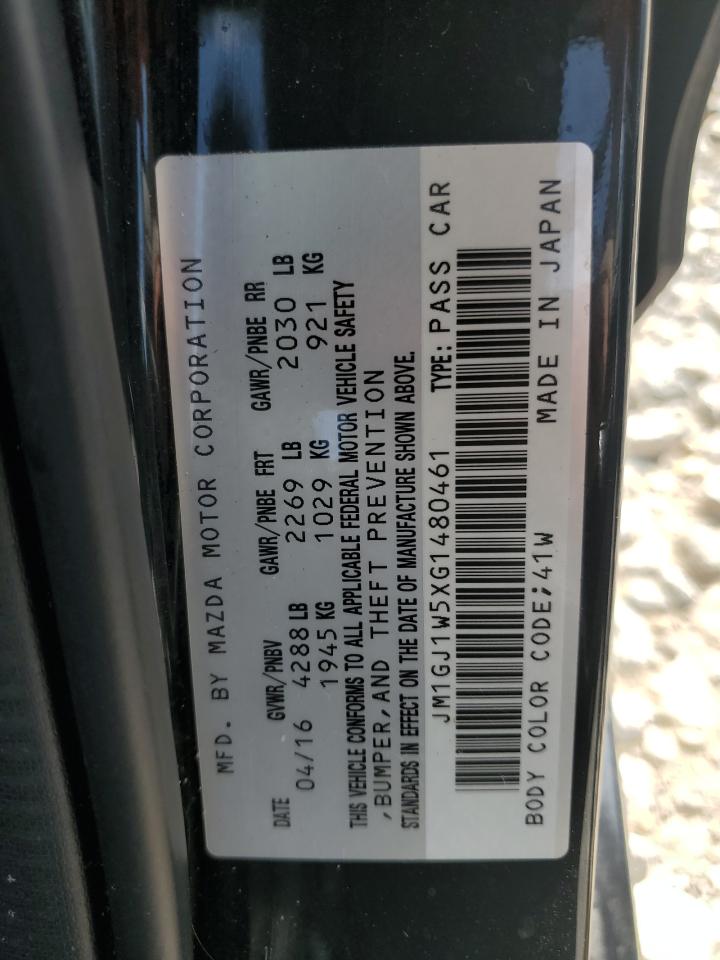 MFD. BY MAZDA MOTOR CORPORATION
DATE GVWR/PNBV GAWR/PNBE FRT GAWR/PNBE RR
04/16 4288 LB 2269 LB 2030 LB
1945 KG 1029 KG 921 KG
THIS VEHICLE CONFORMS TO ALL APPLICABLE FEDERAL MOTOR VEHICLE SAFETY
,BUMPER,AND THEFT PREVENTION
STANDARDS IN EFFECT ON THE DATE OF MANUFACTURE SHOWN ABOVE.
JM1GJ1W5XG1480461 TYPE: PASS CAR
BODY COLOR CODE;41W MADE IN JAPAN